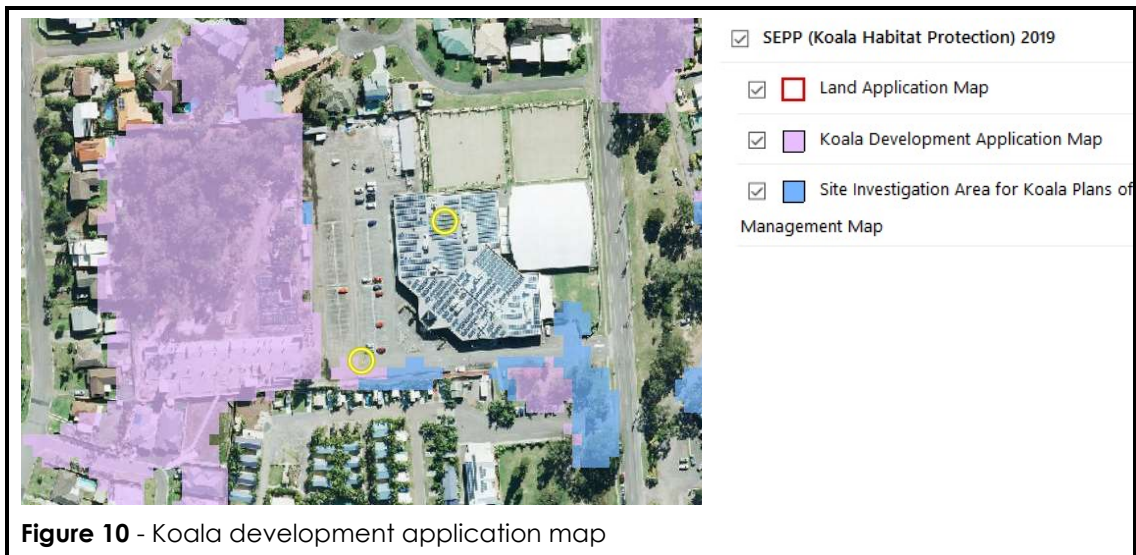 SEPP (Koala Habitat Protection) 2019
Land Application Map
Koala Development Application Map
Site Investigation Area for Koala Plans of
Management Map
Figure 10 - Koala development application map